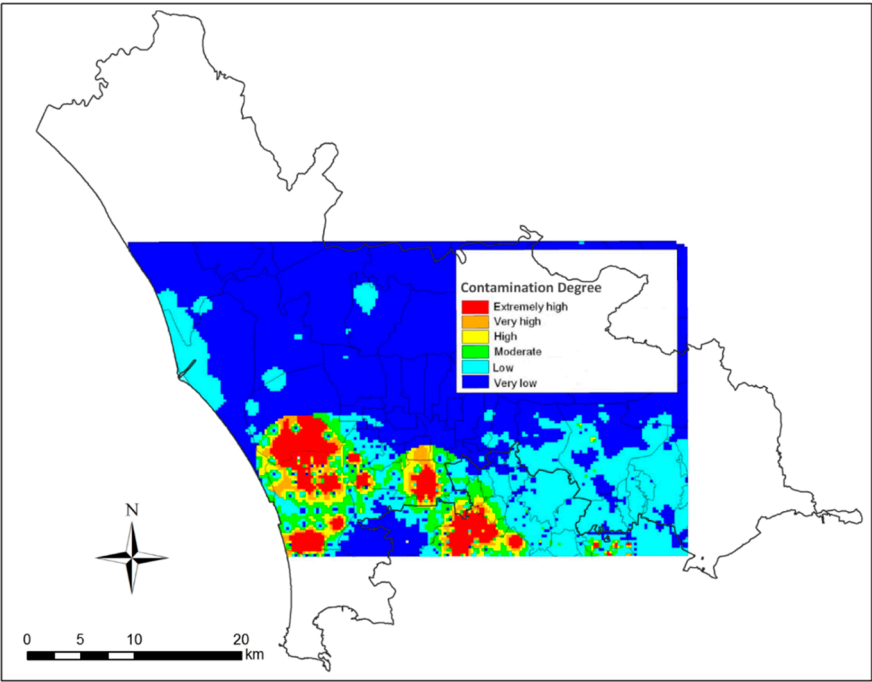 Contamination Degree
Extremely high
Very high
High
Moderate
Low
Very low
N
0 5 10 20
km